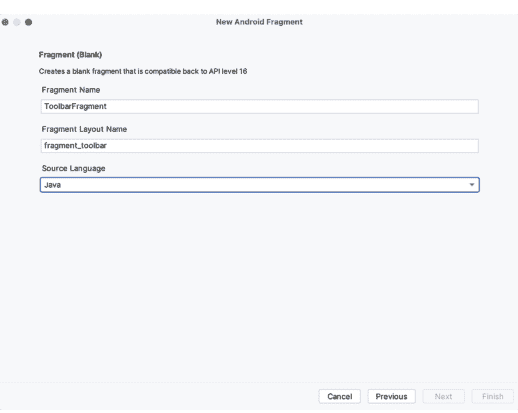 New Android Fragment
Fragment (Blank)
Creates a blank fragment that is compatible back to API level 16
Fragment Name
ToolbarFragment
Fragment Layout Name
fragment_toolbar
Source Language
Java
Cancel Previous Next Finish